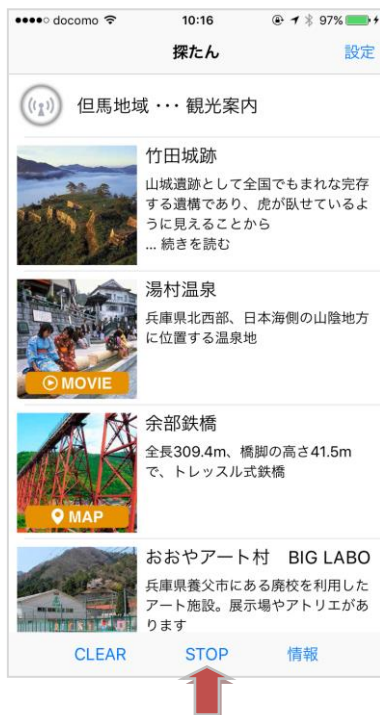 docomo 10:16 97%
探たん 設定
但馬地域 ・・・ 観光案内
竹田城跡
山城遺跡として全国でもまれな完存
する遺構であり、虎が臥せているよ
うに見えることから
... 続きを読む
湯村温泉
兵庫県北西部、日本海側の山陰地方
に位置する温泉地
MOVIE
余部鉄橋
全長309.4m、橋脚の高さ41.5m
で、トレッスル式鉄橋
MAP
おおやアート村 BIG LABO
兵庫県養父市にある廃校を利用した
アート施設。展示場やアトリエがあ
ります
CLEAR STOP 情報